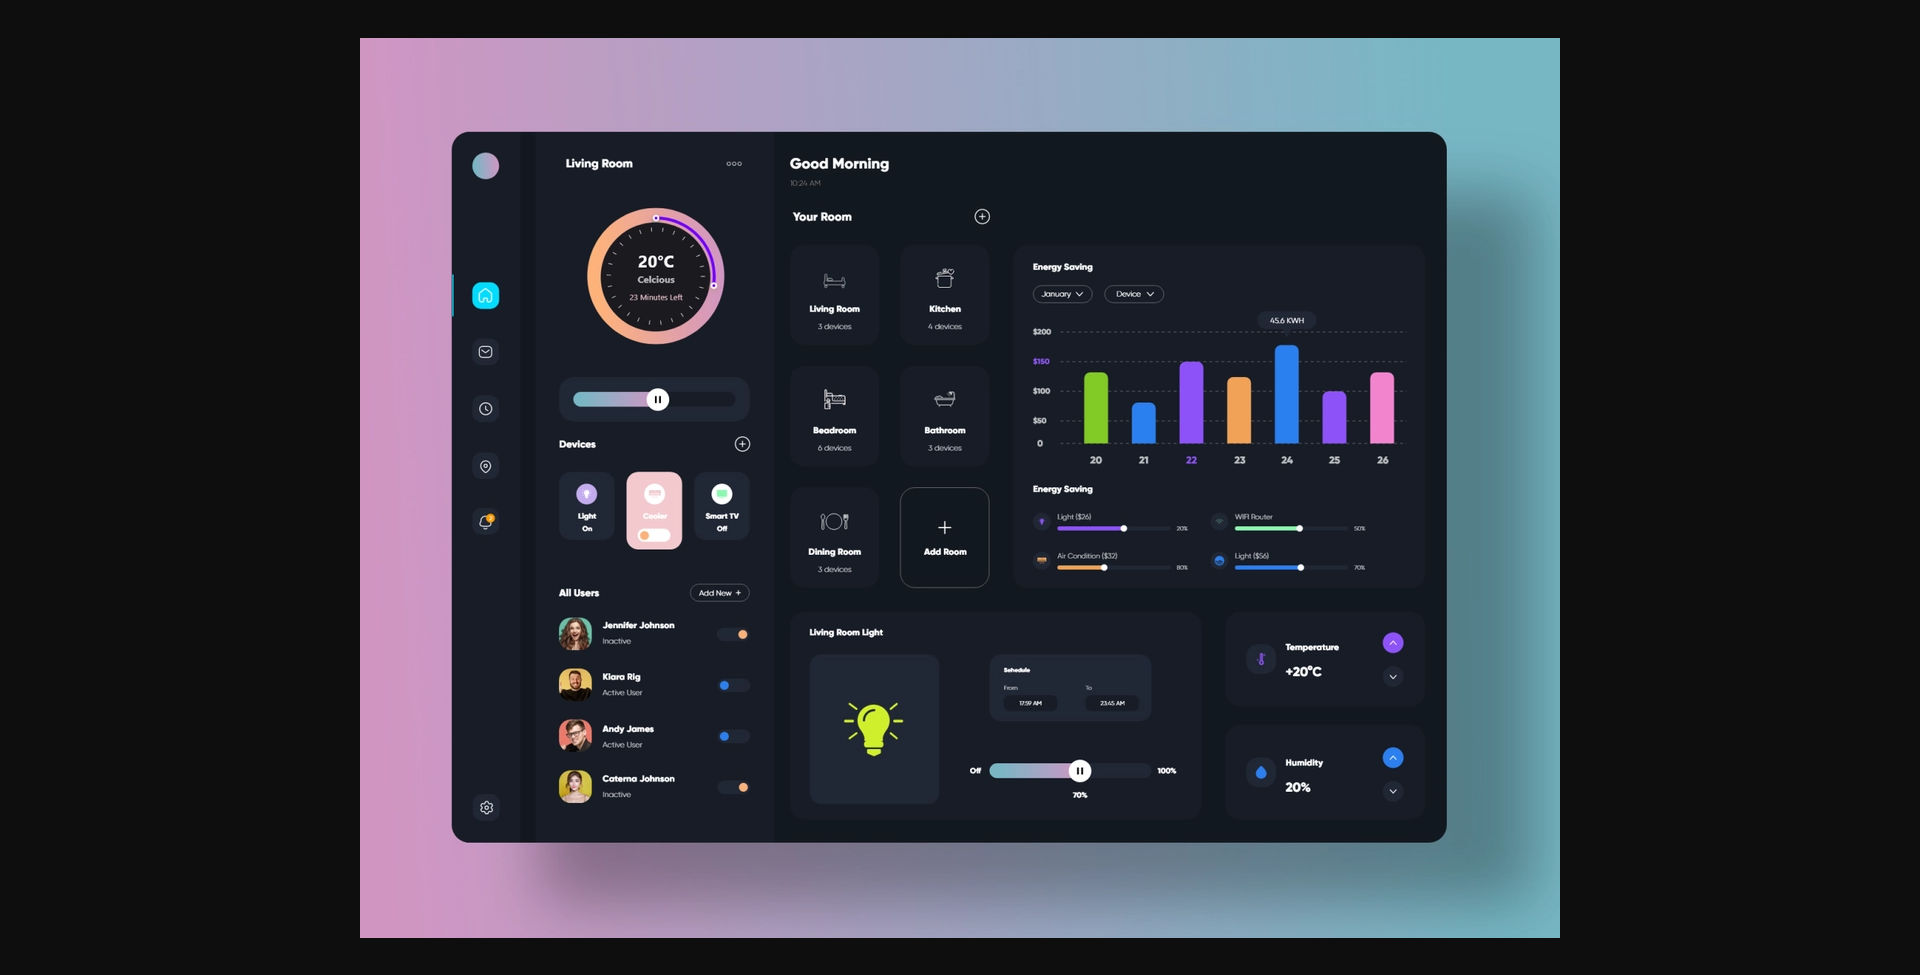 Living Room
20°C
Celcious
23 Minutes Left
Devices
Light
On
Cooler
Smart TV
Off
All Users
Add New +
Jennifer Johnson
Inactive
Kiara Rig
Active User
Andy James
Active User
Caterna Johnson
Inactive
Good Morning
10:24 AM
Your Room
Living Room
3 devices
Kitchen
4 devices
Beadroom
6 devices
Bathroom
3 devices
Dining Room
3 devices
Add Room
Energy Saving
January
Device
45.6 KWH
$200
$150
$100
$50
0
20 21 22 23 24 25 26
Energy Saving
Light ($26)
20%
WIFI Router
50%
Air Condition ($32)
80%
Light ($56)
70%
Living Room Light
Sehedule
From
To
17:59 AM
23:45 AM
Off
100%
70%
Temperature
+20°C
Humidity
20%